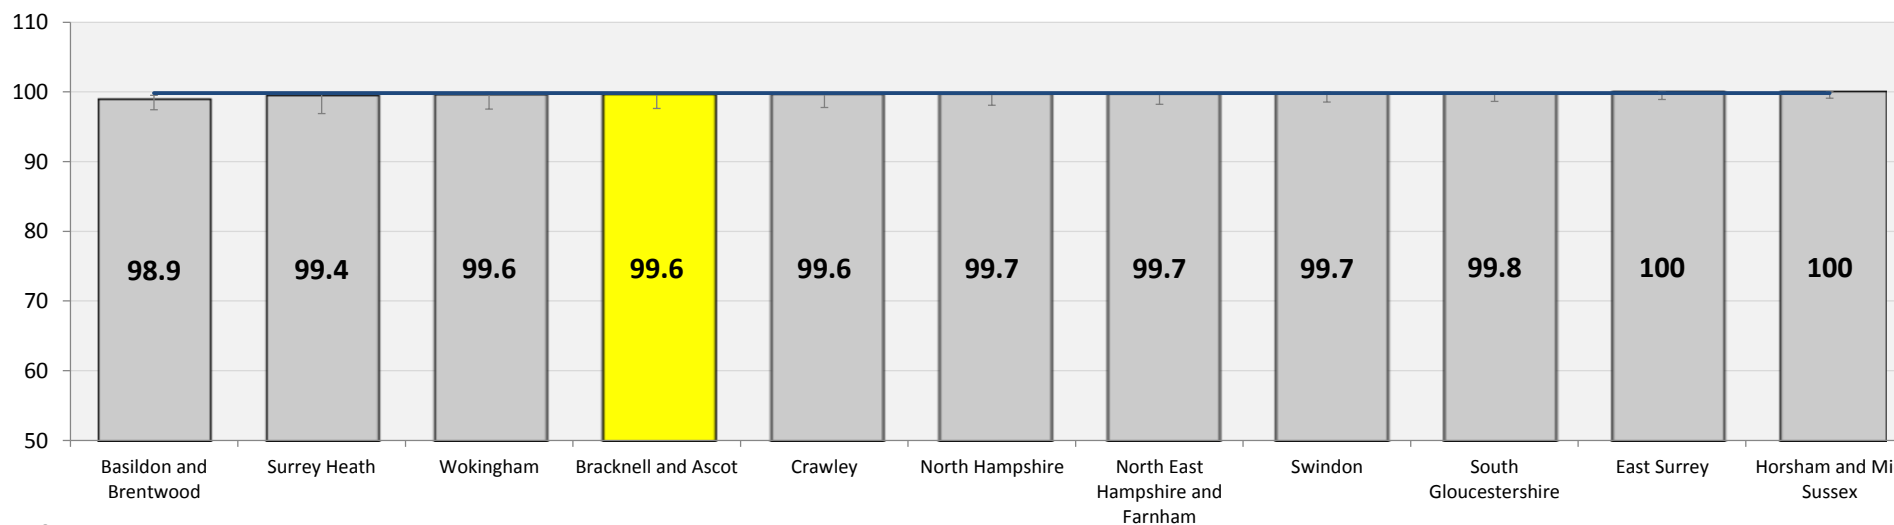 110
100
90
80
70
60
50
98.9
99.4
99.6
99.6
99.6
99.7
99.7
99.7
99.8
100
100
Basildon and
Brentwood
Surrey Heath
Wokingham
Bracknell and Ascot
Crawley
North Hampshire
North East
Hampshire and
Farnham
Swindon
South
Gloucestershire
East Surrey
Horsham and Mi
Sussex